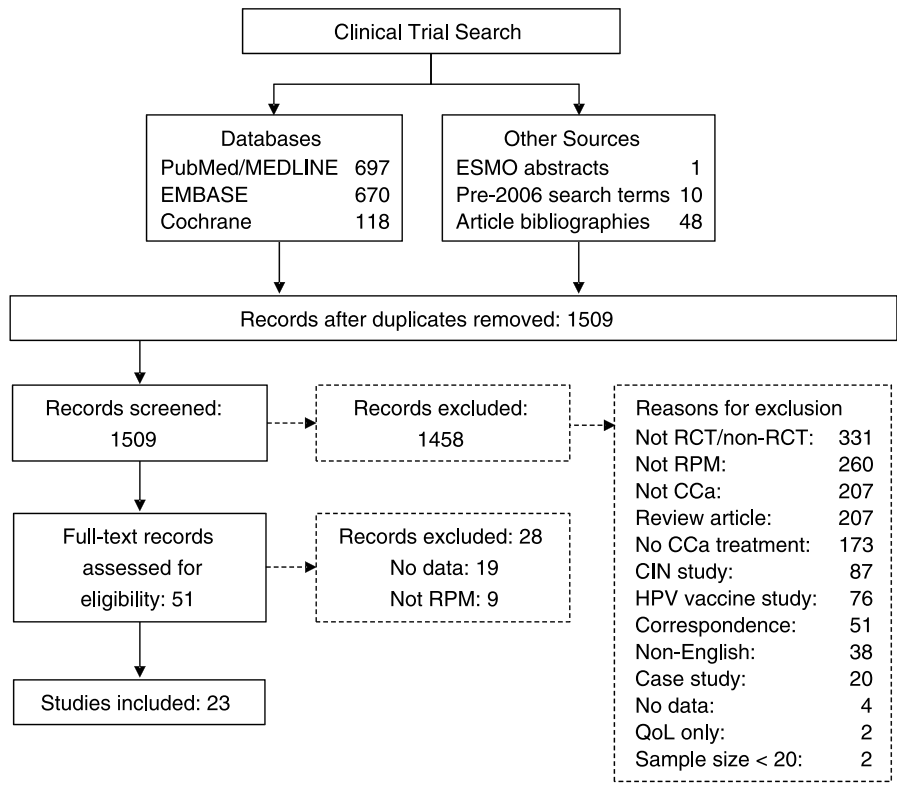 Clinical Trial Search
Databases
PubMed/MEDLINE 697
EMBASE 670
Cochrane 118
Other Sources
ESMO abstracts 1
Pre-2006 search terms 10
Article bibliographies 48
Records after duplicates removed: 1509
Records screened:
1509
Records excluded:
1458
Reasons for exclusion
Not RCT/non-RCT: 331
Not RPM: 260
Not CCa: 207
Review article: 207
No CCa treatment: 173
CIN study: 87
HPV vaccine study: 76
Correspondence: 51
Non-English: 38
Case study: 20
No data: 4
QoL only: 2
Sample size < 20: 2
Full-text records
assessed for
eligibility: 51
Records excluded: 28
No data: 19
Not RPM: 9
Studies included: 23